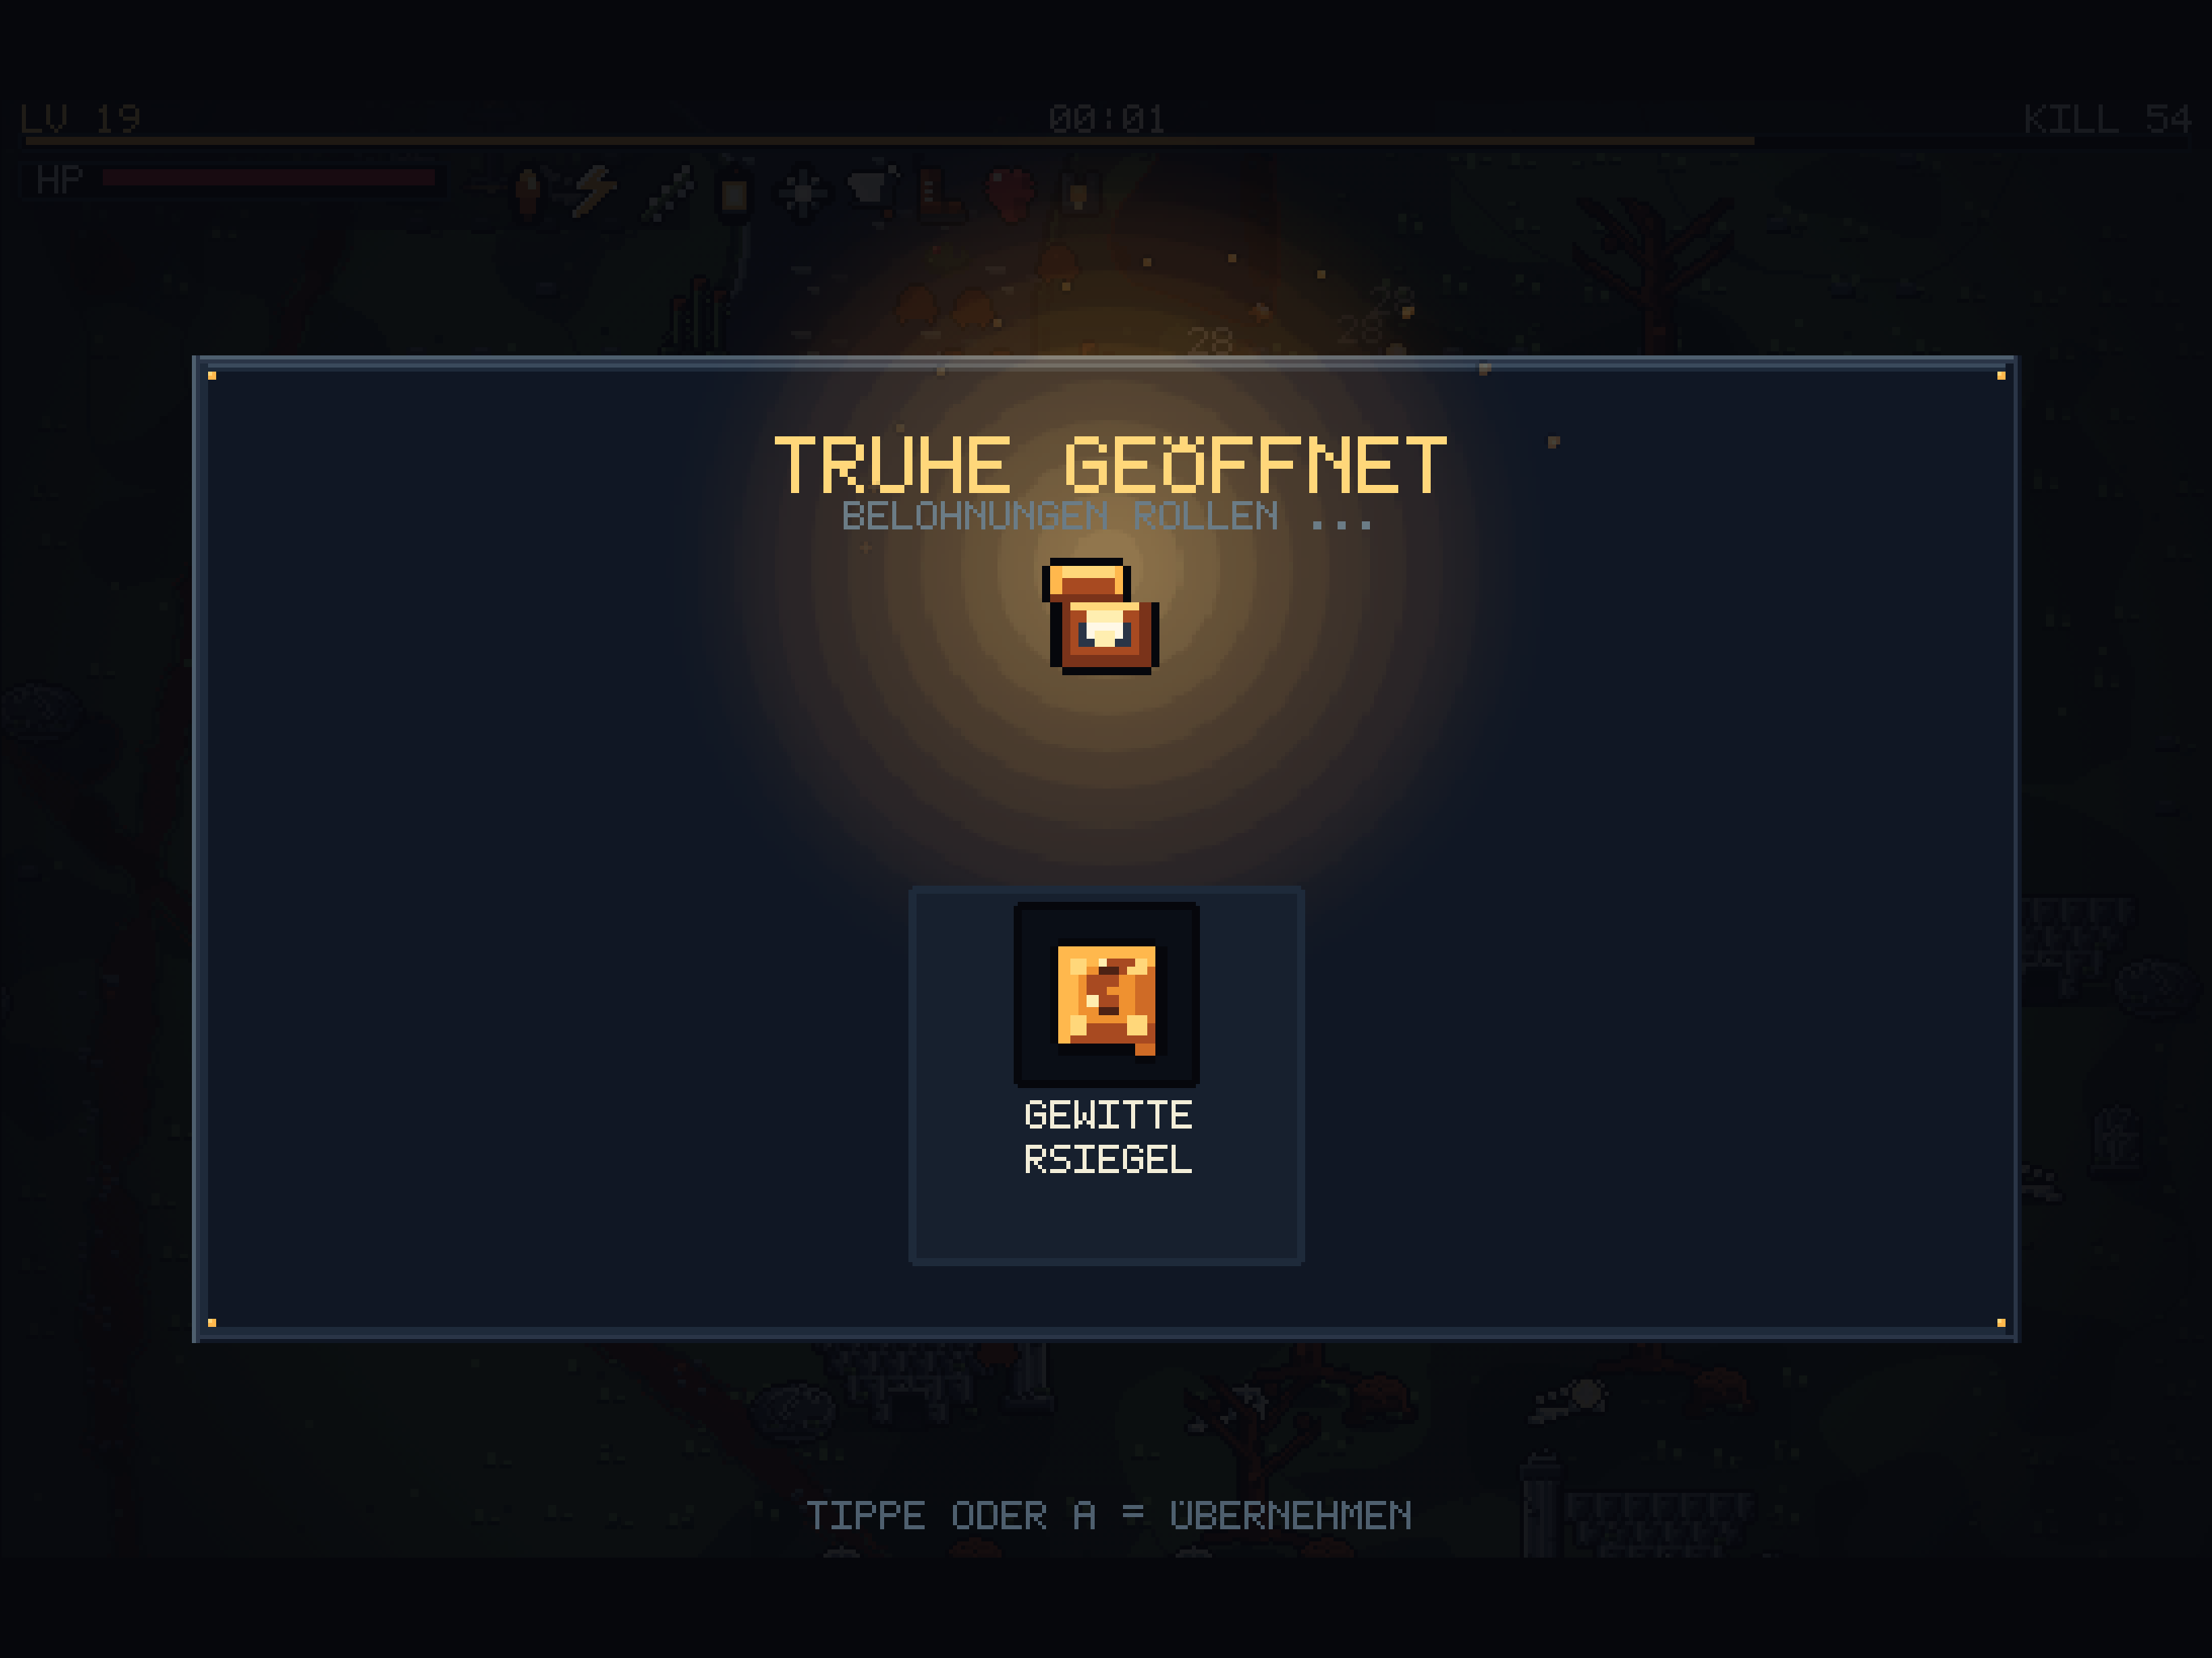 LV 19
00:01
KILL 54
HP
28
28
28
TRUHE GEÖFFNET
BELOHNUNGEN ROLLEN ...
GEWITTE
RSIEGEL
TIPPE ODER A = ÜBERNEHMEN